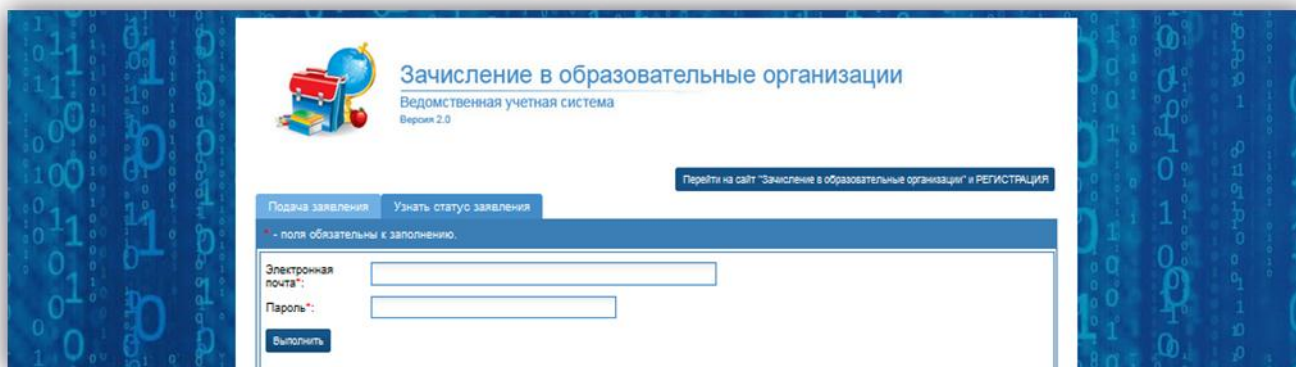 Зачисление в образовательные организации
Ведомственная учетная система
Версия 2.0
Перейти на сайт "Зачисление в образовательные организации" и РЕГИСТРАЦИЯ
Подача заявления
Узнать статус заявления
* - поля обязательны к заполнению.
Электронная
почта*:
Пароль*:
Выполнить